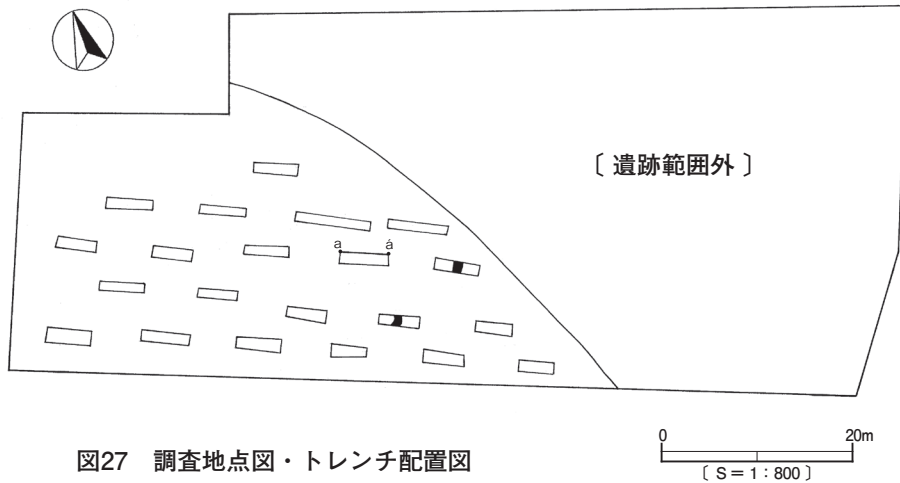 〔 遺跡範囲外 〕
a á
図27 調査地点図・トレンチ配置図
0 20m
〔 S = 1：800 〕